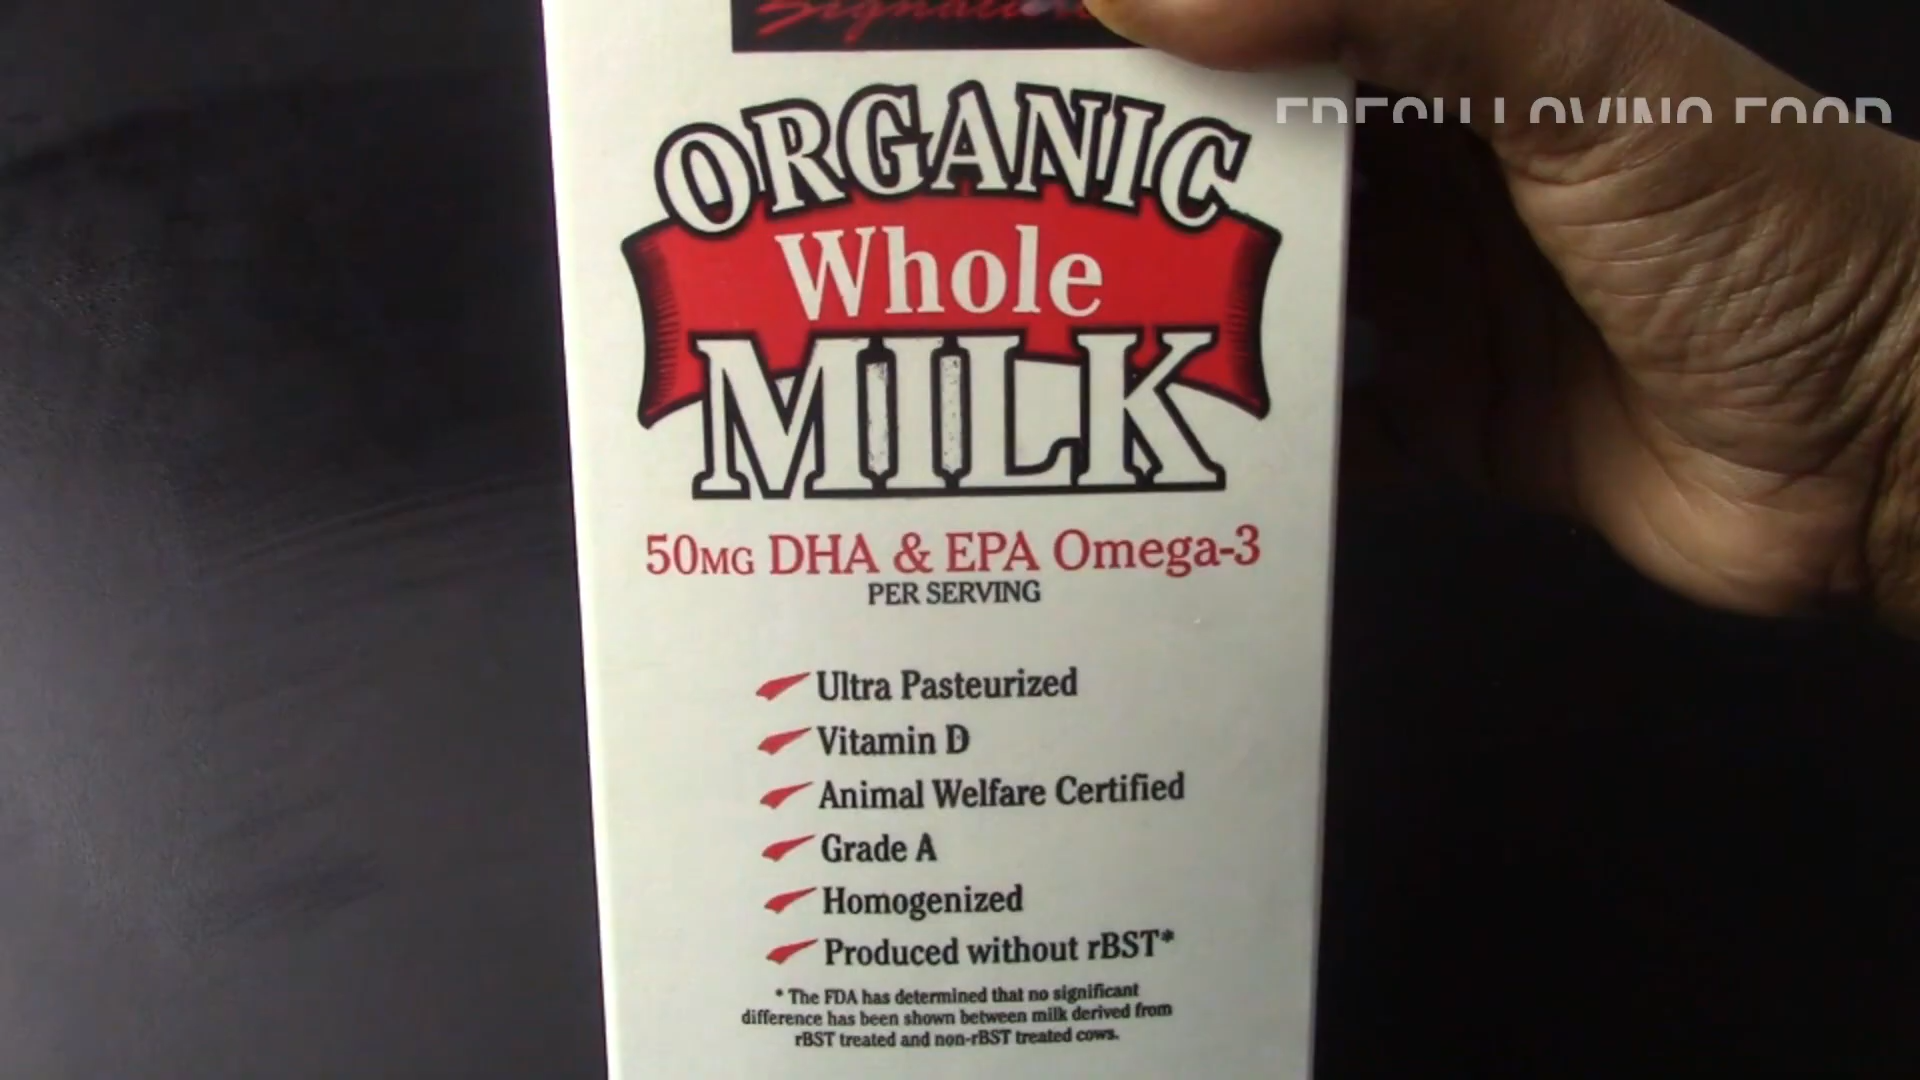 Signature
FRESH LOVING FOOD
ORGANIC
Whole
MILK
50MG DHA & EPA Omega-3
PER SERVING
Ultra Pasteurized
Vitamin D
Animal Welfare Certified
Grade A
Homogenized
Produced without rBST*
* The FDA has determined that no significant
difference has been shown between milk derived from
rBST treated and non-rBST treated cows.